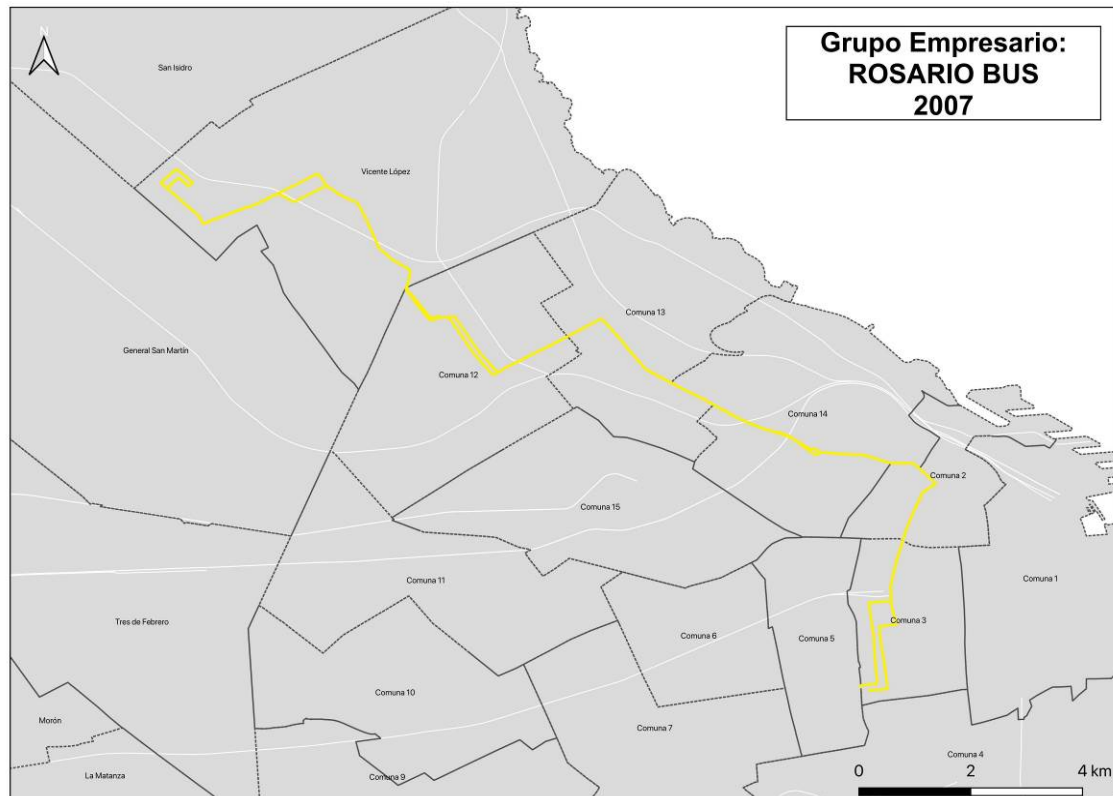 Grupo Empresario:
ROSARIO BUS
2007
N
San Isidro
Vicente López
General San Martín
Comuna 13
Comuna 12
Comuna 14
Comuna 2
Comuna 15
Comuna 11
Comuna 1
Tres de Febrero
Comuna 3
Comuna 6
Comuna 5
Comuna 10
Morón
Comuna 7
Comuna 4
La Matanza
Comuna 9
0 2 4 km